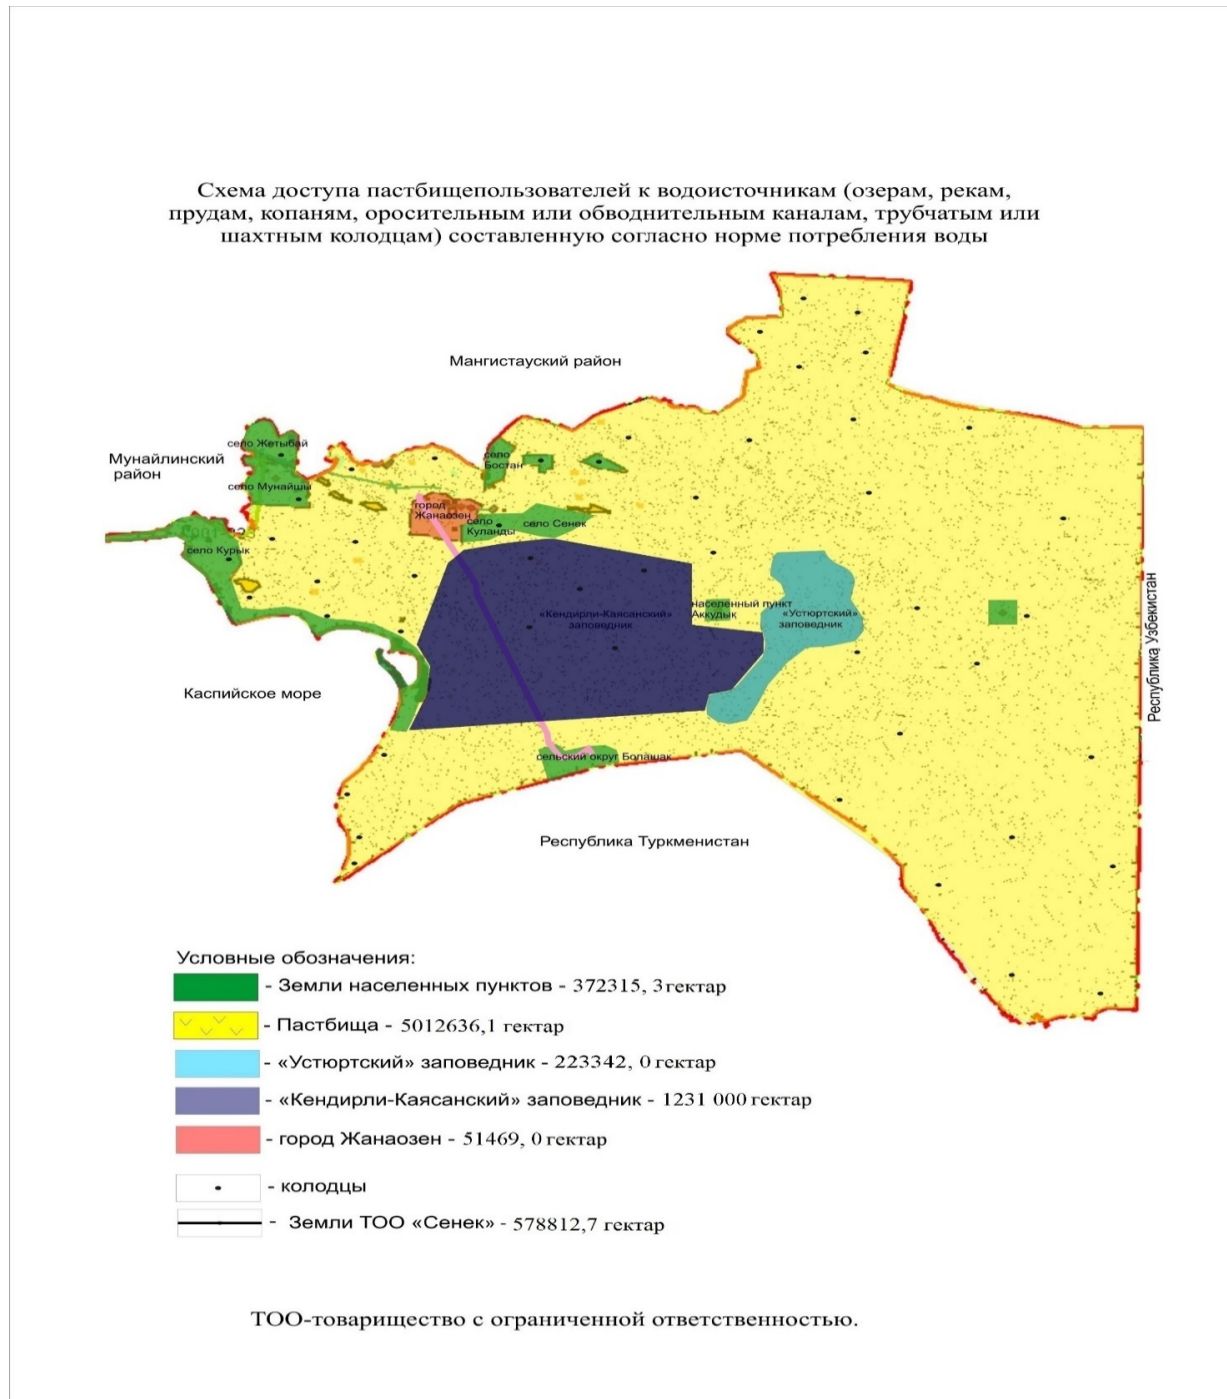 Схема доступа пастбищепользователей к водоисточникам (озерам, рекам,
прудам, копаням, оросительным или обводнительным каналам, трубчатым или
шахтным колодцам) составленную согласно норме потребления воды
Мангистауский район
село Жетыбай
Мунайлинский
район
село Мунайшы
село
Бостан
город
Жанаозен
село
Куланды
село Сенек
село Курык
населенный пункт
Аккудык
«Кендирли-Каясанский»
заповедник
«Устюртский»
заповедник
Республика Узбекистан
Каспийское море
сельский округ Болашак
Республика Туркменистан
Условные обозначения:
- Земли населенных пунктов - 372315, 3 гектар
- Пастбища - 5012636,1 гектар
- «Устюртский» заповедник - 223342, 0 гектар
- «Кендирли-Каясанский» заповедник - 1231 000 гектар
- город Жанаозен - 51469, 0 гектар
- колодцы
- Земли ТОО «Сенек» - 578812,7 гектар
ТОО-товарищество с ограниченной ответственностью.